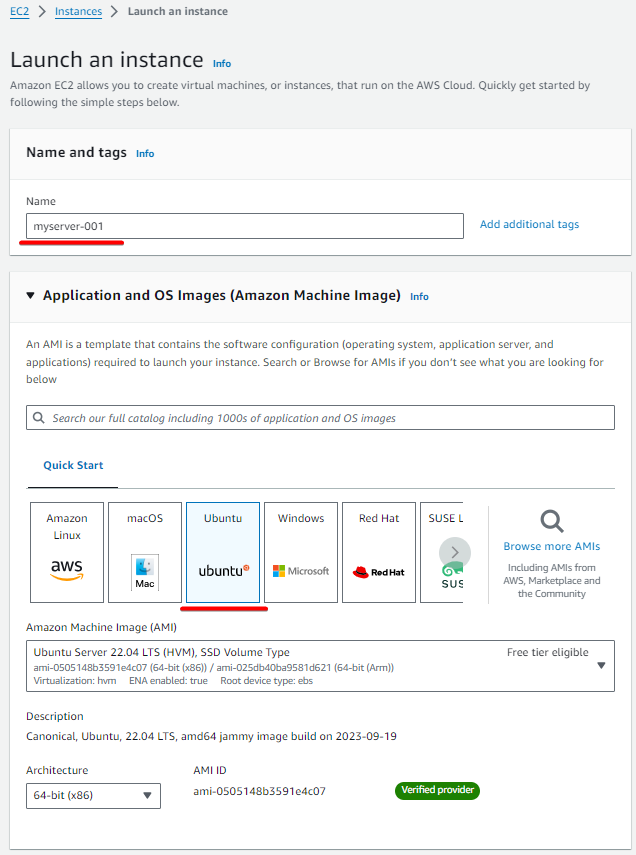 EC2 > Instances > Launch an instance
Launch an instance Info
Amazon EC2 allows you to create virtual machines, or instances, that run on the AWS Cloud. Quickly get started by
following the simple steps below.
Name and tags Info
Name
myserver-001
Add additional tags
Application and OS Images (Amazon Machine Image) Info
An AMI is a template that contains the software configuration (operating system, application server, and
applications) required to launch your instance. Search or Browse for AMIs if you don't see what you are looking for
below
Search our full catalog including 1000s of application and OS images
Quick Start
Amazon
Linux
aws
macOS
Mac
Ubuntu
ubuntu
Windows
Microsoft
Red Hat
Red Hat
SUSE L
SUS
Browse more AMIs
Including AMIs from
AWS, Marketplace and
the Community
Amazon Machine Image (AMI)
Ubuntu Server 22.04 LTS (HVM), SSD Volume Type
Free tier eligible
ami-0505148b3591e4c07 (64-bit (x86)) / ami-025db40ba9581d621 (64-bit (Arm))
Virtualization: hvm ENA enabled: true Root device type: ebs
Description
Canonical, Ubuntu, 22.04 LTS, amd64 jammy image build on 2023-09-19
Architecture
64-bit (x86)
AMI ID
ami-0505148b3591e4c07
Verified provider